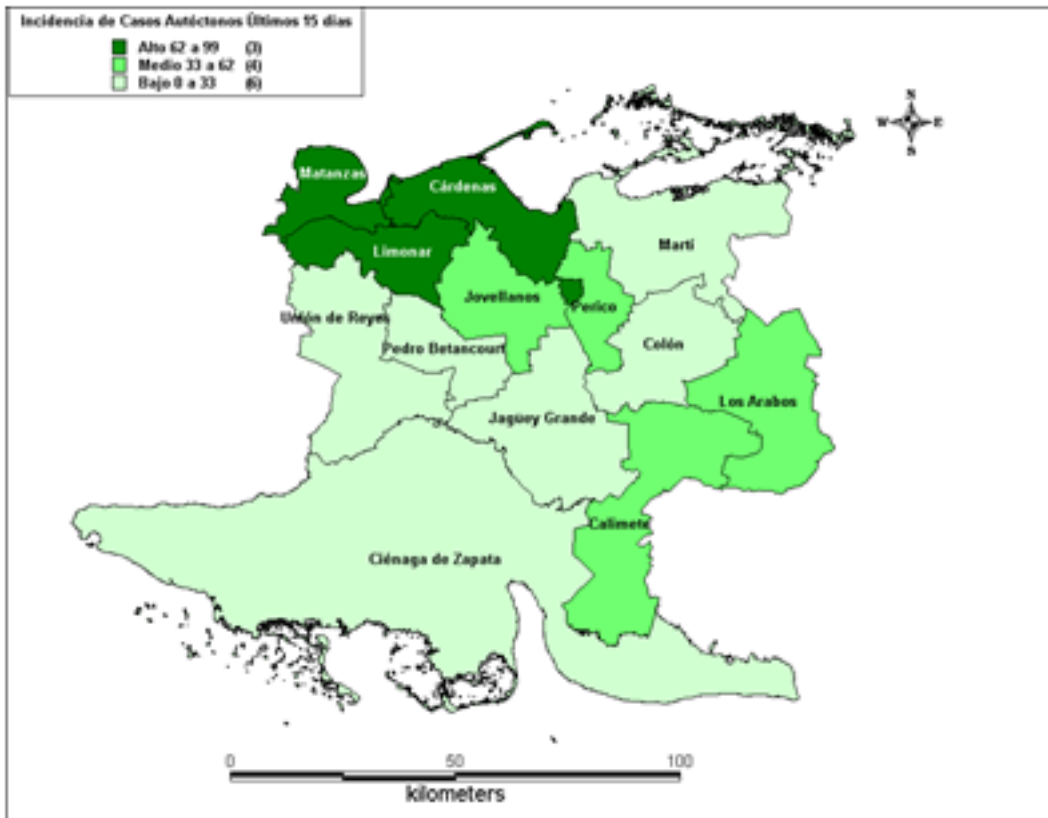 Incidencia de Casos Autóctonos Últimos 15 dias
Alto 62 a 99 (3)
Medio 33 a 62 (4)
Bajo 0 a 33 (6)
N
W E
S
Matanzas
Cárdenas
Limonar
Martí
Jovellanos
Perico
Unión de Reyes
Pedro Betancourt
Colón
Los Arabos
Jagüey Grande
Calimete
Ciénaga de Zapata
0 50 100
kilometers